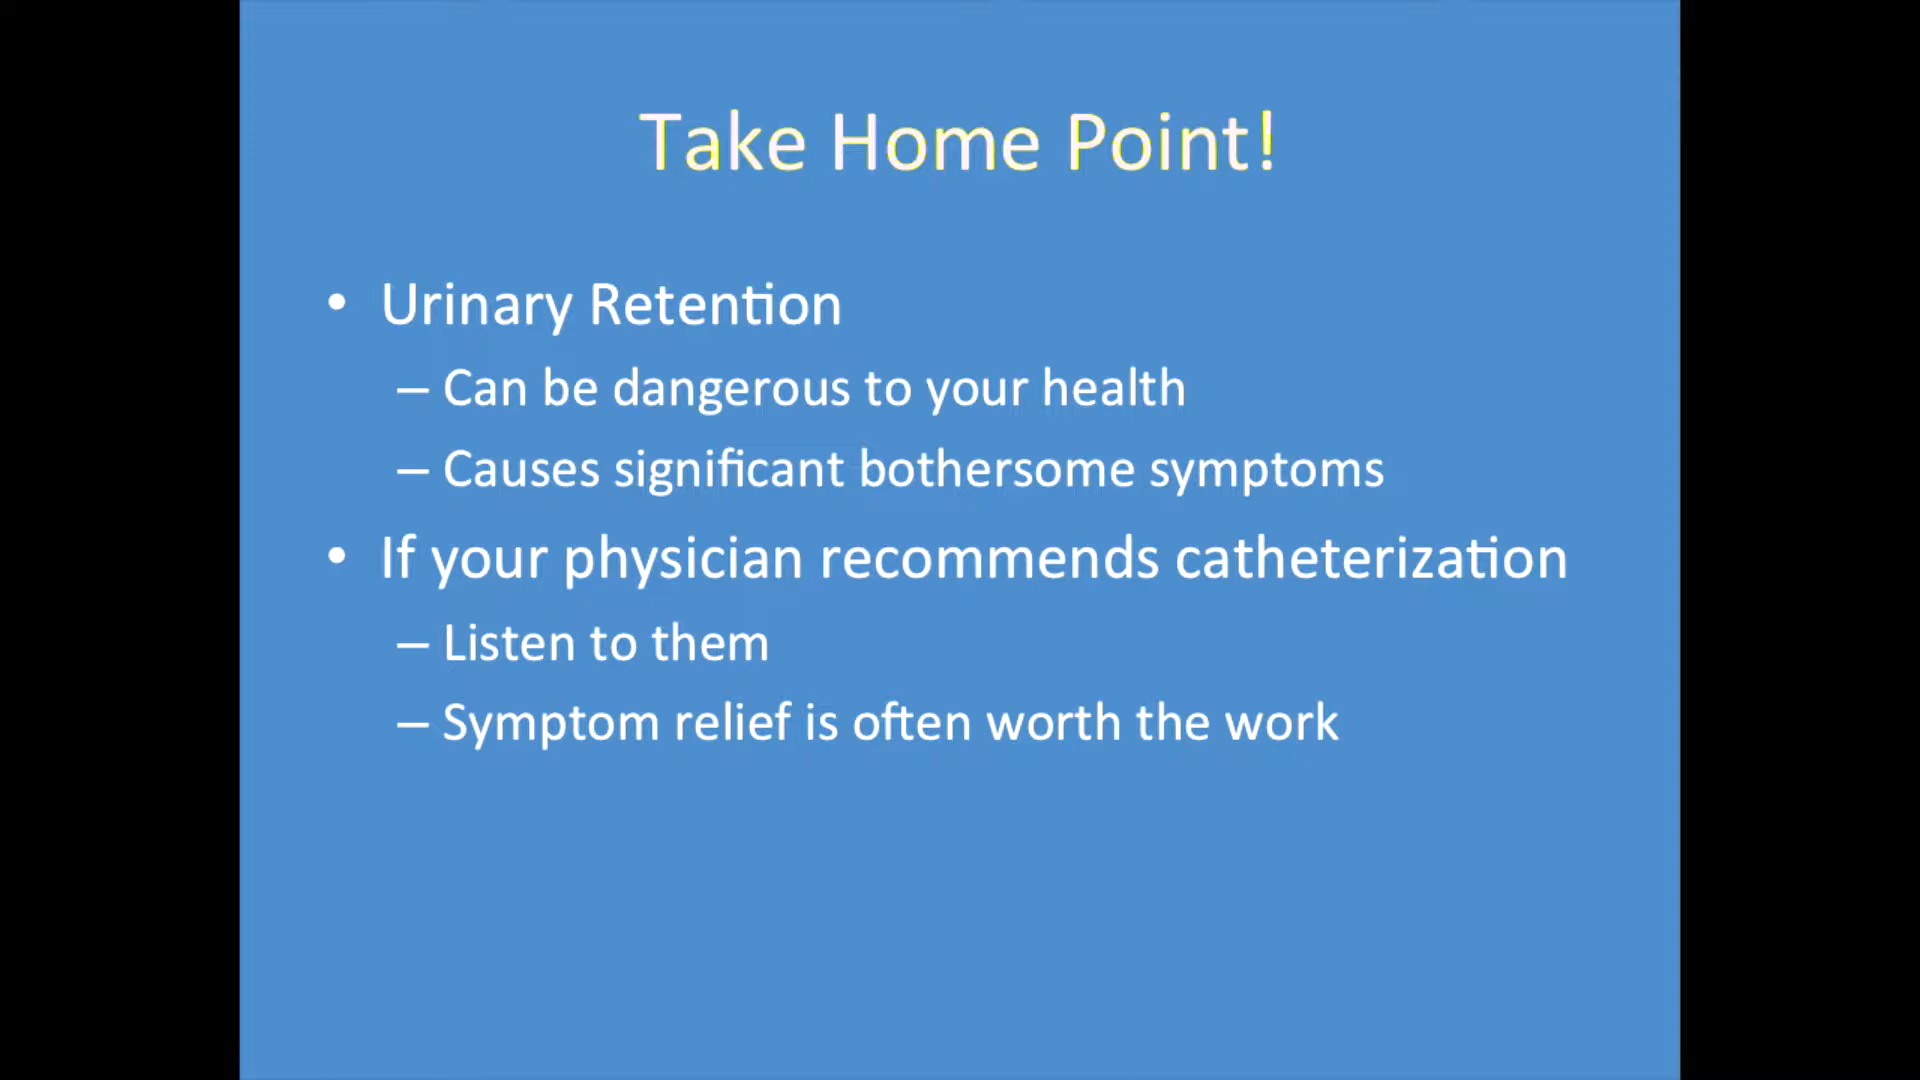 Take Home Point!
• Urinary Retention
– Can be dangerous to your health
– Causes significant bothersome symptoms
• If your physician recommends catheterization
– Listen to them
– Symptom relief is often worth the work